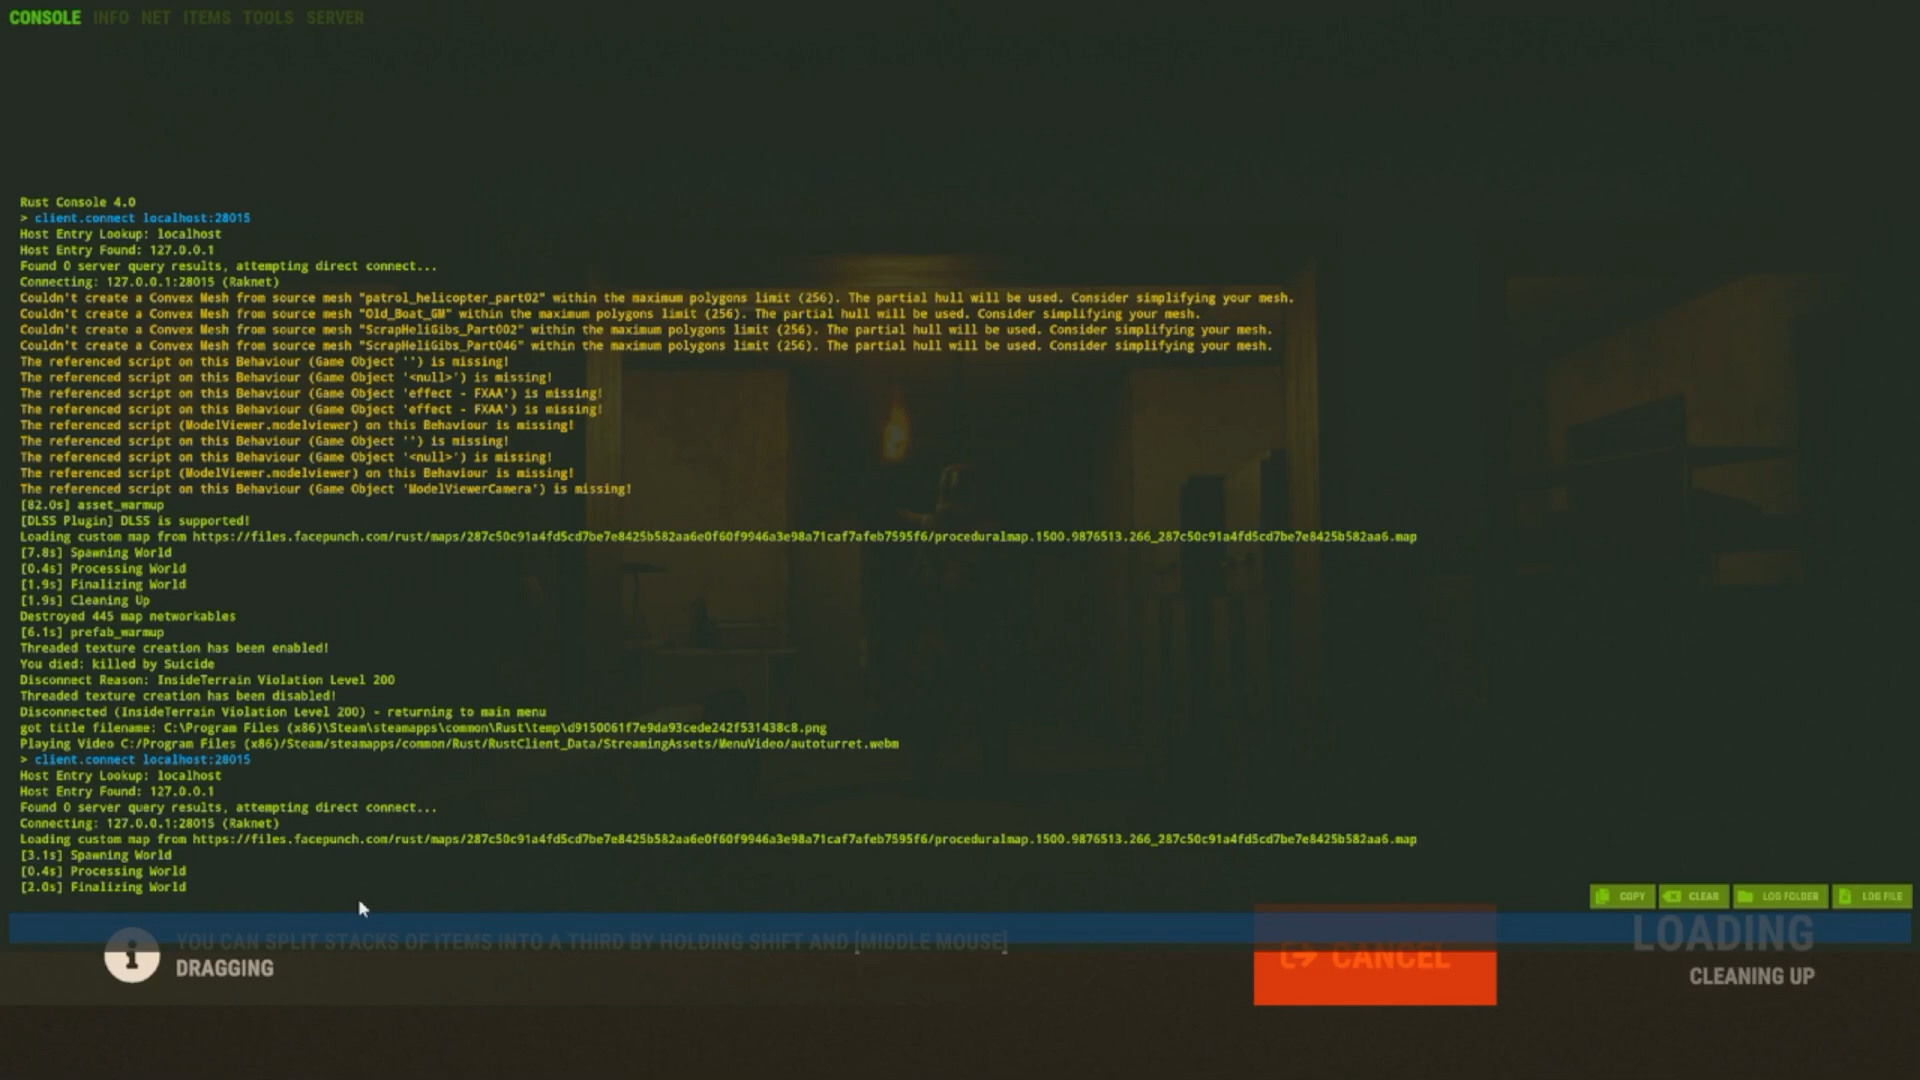 CONSOLE INFO NET ITEMS TOOLS SERVER
Rust Console 4.0
> client.connect localhost:28015
Host Entry Lookup: localhost
Host Entry Found: 127.0.0.1
Found 0 server query results, attempting direct connect...
Connecting: 127.0.0.1:28015 (Raknet)
Couldn't create a Convex Mesh from source mesh "patrol_helicopter_part02" within the maximum polygons limit (256). The partial hull will be used. Consider simplifying your mesh.
Couldn't create a Convex Mesh from source mesh "Old_Boat_GM" within the maximum polygons limit (256). The partial hull will be used. Consider simplifying your mesh.
Couldn't create a Convex Mesh from source mesh "ScrapHeliGibs_Part002" within the maximum polygons limit (256). The partial hull will be used. Consider simplifying your mesh.
Couldn't create a Convex Mesh from source mesh "ScrapHeliGibs_Part046" within the maximum polygons limit (256). The partial hull will be used. Consider simplifying your mesh.
The referenced script on this Behaviour (Game Object '') is missing!
The referenced script on this Behaviour (Game Object '<null>') is missing!
The referenced script on this Behaviour (Game Object 'effect - FXAA') is missing!
The referenced script on this Behaviour (Game Object 'effect - FXAA') is missing!
The referenced script (ModelViewer.modelviewer) on this Behaviour is missing!
The referenced script on this Behaviour (Game Object '') is missing!
The referenced script on this Behaviour (Game Object '<null>') is missing!
The referenced script (ModelViewer.modelviewer) on this Behaviour is missing!
The referenced script on this Behaviour (Game Object 'ModelViewerCamera') is missing!
[82.0s] asset_warmup
[DLSS Plugin] DLSS is supported!
Loading custom map from https://files.facepunch.com/rust/maps/287c50c91a4fd5cd7be7e8425b582aa6e0f60f9946a3e98a71caf7afeb7595f6/proceduralmap.1500.9876513.266_287c50c91a4fd5cd7be7e8425b582aa6.map
[7.8s] Spawning World
[0.4s] Processing World
[1.9s] Finalizing World
[1.9s] Cleaning Up
Destroyed 445 map networkables
[6.1s] prefab_warmup
Threaded texture creation has been enabled!
You died: killed by Suicide
Disconnect Reason: InsideTerrain Violation Level 200
Threaded texture creation has been disabled!
Disconnected (InsideTerrain Violation Level 200) - returning to main menu
got title filename: C:\Program Files (x86)\Steam\steamapps\common\Rust\temp\d9150061f7e9da93cede242f531438c8.png
Playing Video C:/Program Files (x86)/Steam/steamapps/common/Rust/RustClient_Data/StreamingAssets/MenuVideo/autoturret.webm
> client.connect localhost:28015
Host Entry Lookup: localhost
Host Entry Found: 127.0.0.1
Found 0 server query results, attempting direct connect...
Connecting: 127.0.0.1:28015 (Raknet)
Loading custom map from https://files.facepunch.com/rust/maps/287c50c91a4fd5cd7be7e8425b582aa6e0f60f9946a3e98a71caf7afeb7595f6/proceduralmap.1500.9876513.266_287c50c91a4fd5cd7be7e8425b582aa6.map
[3.1s] Spawning World
[0.4s] Processing World
[2.0s] Finalizing World
COPY CLEAR LOG FOLDER LOG FILE
YOU CAN SPLIT STACKS OF ITEMS INTO A THIRD BY HOLDING SHIFT AND [MIDDLE MOUSE]
DRAGGING
CANCEL
LOADING
CLEANING UP